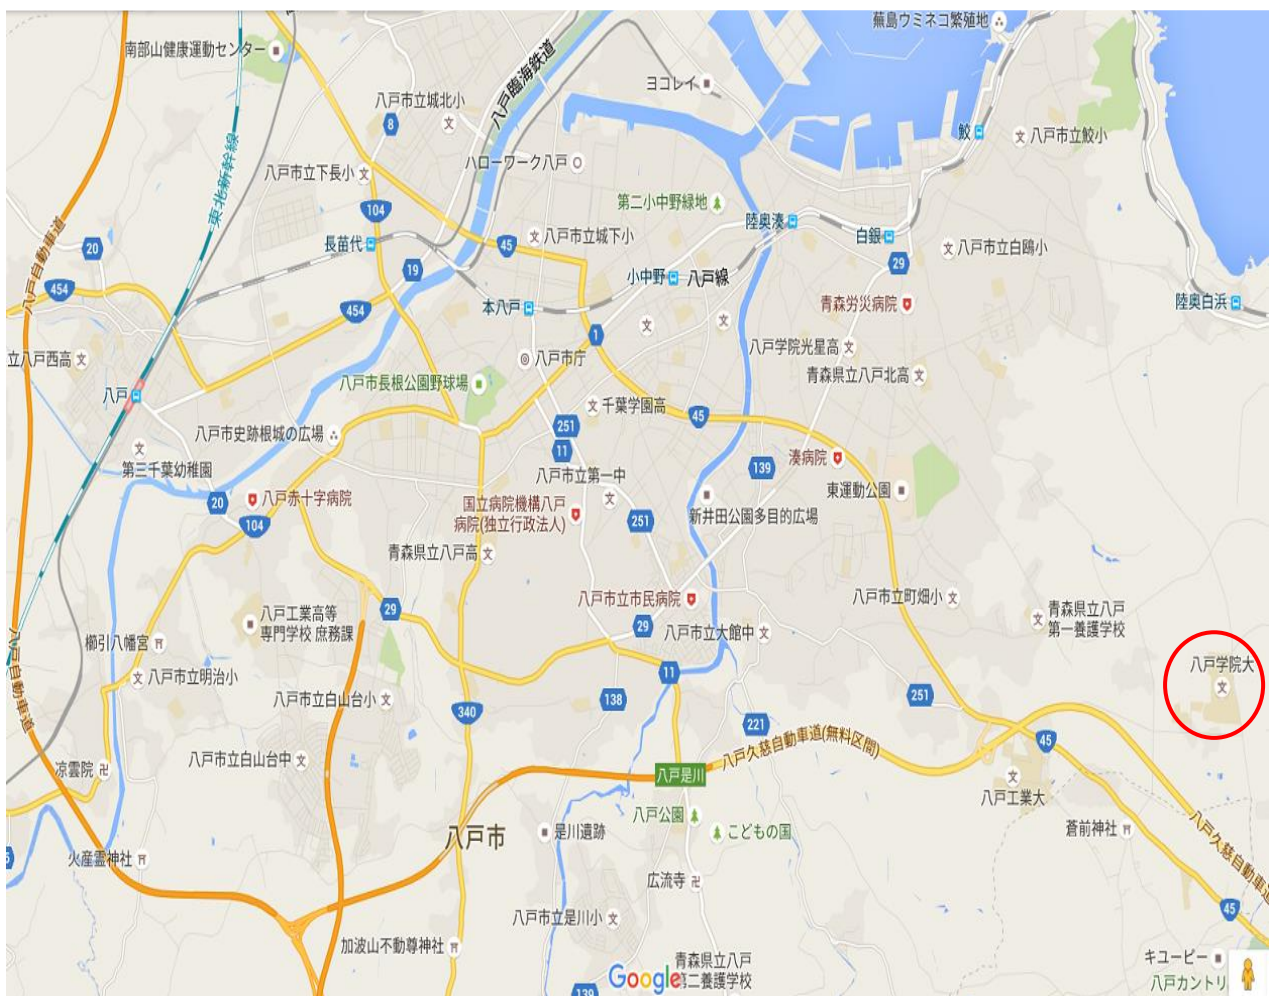 蕪島ウミネコ繁殖地
南部山健康運動センター
八戸臨海鉄道
ヨコレイ
八戸市立城北小
8
鮫
八戸市立鮫小
東北新幹線
八戸市立下長小
ハローワーク八戸
104
第二小中野緑地
陸奥湊
白銀
八戸市立白鴎小
長苗代
45
八戸市立城下小
20
19
29
八戸自動車道
454
小中野
八戸線
陸奥白浜
454
本八戸
青森労災病院
1
立八戸西高
八戸市庁
八戸学院光星高
青森県立八戸北高
八戸
八戸市長根公園野球場
千葉学園高
45
251
八戸市史跡根城の広場
11
139
湊病院
第三千葉幼稚園
八戸市立第一中
東運動公園
八戸赤十字病院
20
国立病院機構八戸
病院(独立行政法人)
新井田公園多目的広場
104
251
青森県立八戸高
八戸市立市民病院
八戸市立町畑小
29
八戸工業高等
専門学校 庶務課
青森県立八戸
第一養護学校
29
八戸市立大館中
櫛引八幡宮
八戸自動車道
八戸学院大
八戸市立明治小
11
八戸市立白山台小
138
251
340
221
45
八戸久慈自動車道(無料区間)
八戸市立白山台中
涼雲院
八戸是川
八戸工業大
八戸公園
八戸市
是川遺跡
こどもの国
蒼前神社
八戸久慈自動車道
火産霊神社
広流寺
45
八戸市立是川小
加波山不動尊神社
キユーピー
青森県立八戸
第二養護学校
Google
八戸カントリ
139